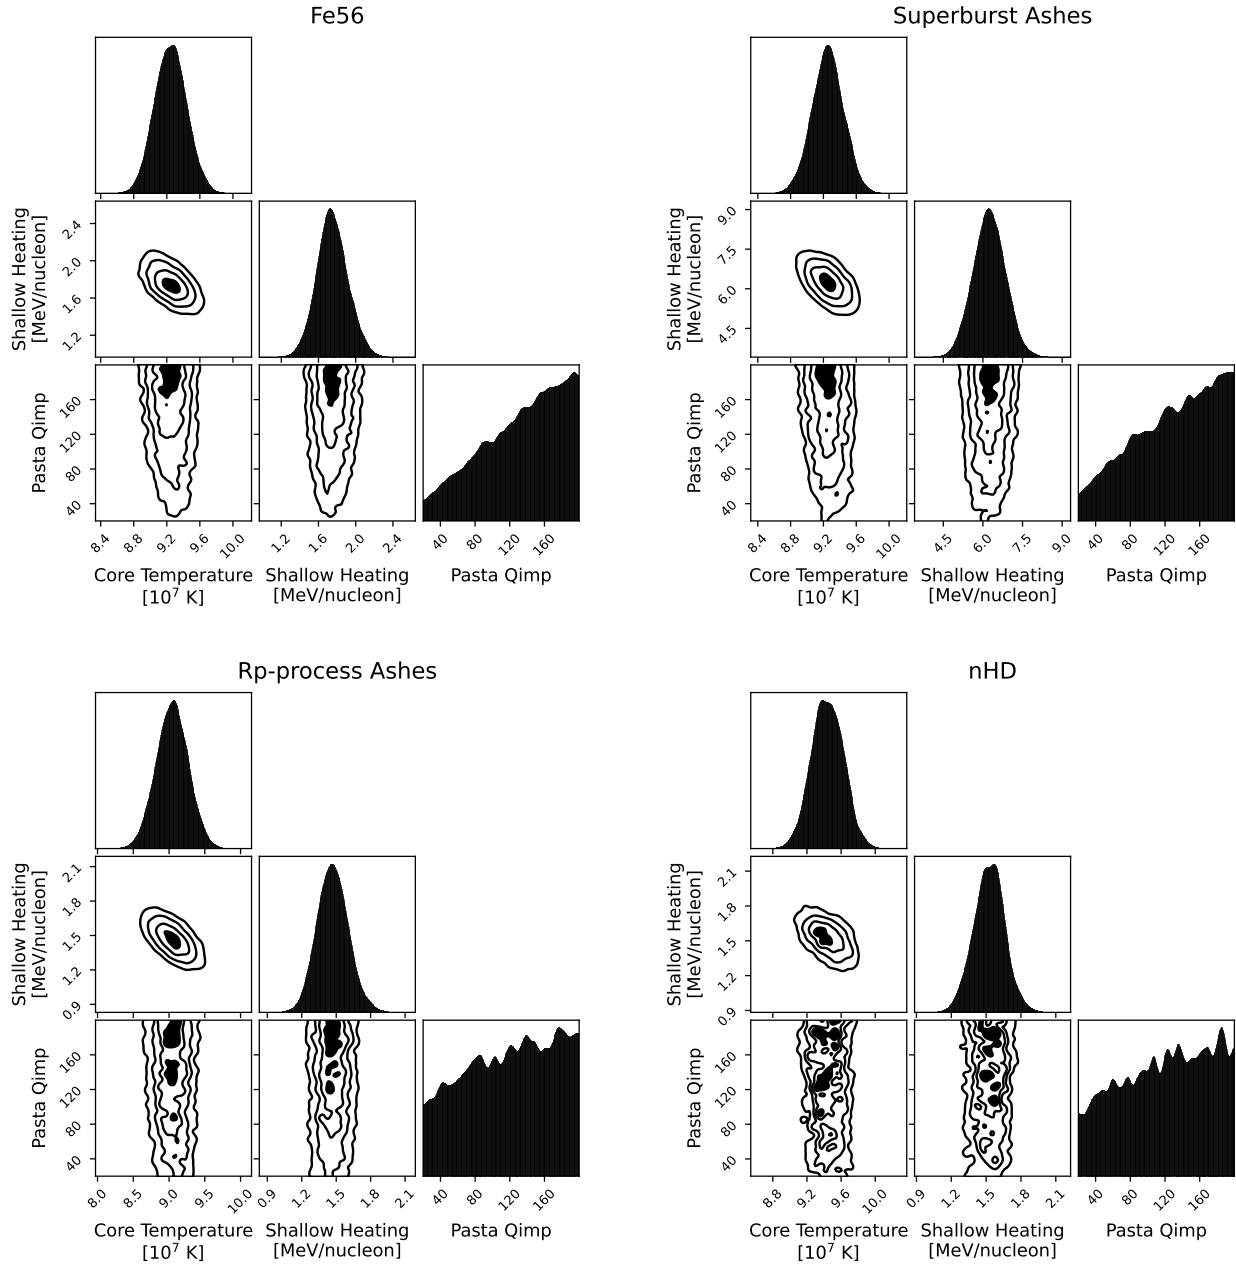 Fe56
Shallow Heating
[MeV/nucleon]
2.4
2.0
1.6
1.2
Pasta Qimp
160
120
80
40
8.4 8.8 9.2 9.6 10.0
Core Temperature
[10⁷ K]
1.2 1.6 2.0 2.4
Shallow Heating
[MeV/nucleon]
40 80 120 160
Pasta Qimp
Superburst Ashes
Shallow Heating
[MeV/nucleon]
9.0
7.5
6.0
4.5
Pasta Qimp
160
120
80
40
8.4 8.8 9.2 9.6 10.0
Core Temperature
[10⁷ K]
4.5 6.0 7.5 9.0
Shallow Heating
[MeV/nucleon]
40 80 120 160
Pasta Qimp
Rp-process Ashes
Shallow Heating
[MeV/nucleon]
2.1
1.8
1.5
1.2
0.9
Pasta Qimp
160
120
80
40
8.0 8.5 9.0 9.5 10.0
Core Temperature
[10⁷ K]
0.9 1.2 1.5 1.8 2.1
Shallow Heating
[MeV/nucleon]
40 80 120 160
Pasta Qimp
nHD
Shallow Heating
[MeV/nucleon]
2.1
1.8
1.5
1.2
0.9
Pasta Qimp
160
120
80
40
8.8 9.2 9.6 10.0
Core Temperature
[10⁷ K]
0.9 1.2 1.5 1.8 2.1
Shallow Heating
[MeV/nucleon]
40 80 120 160
Pasta Qimp